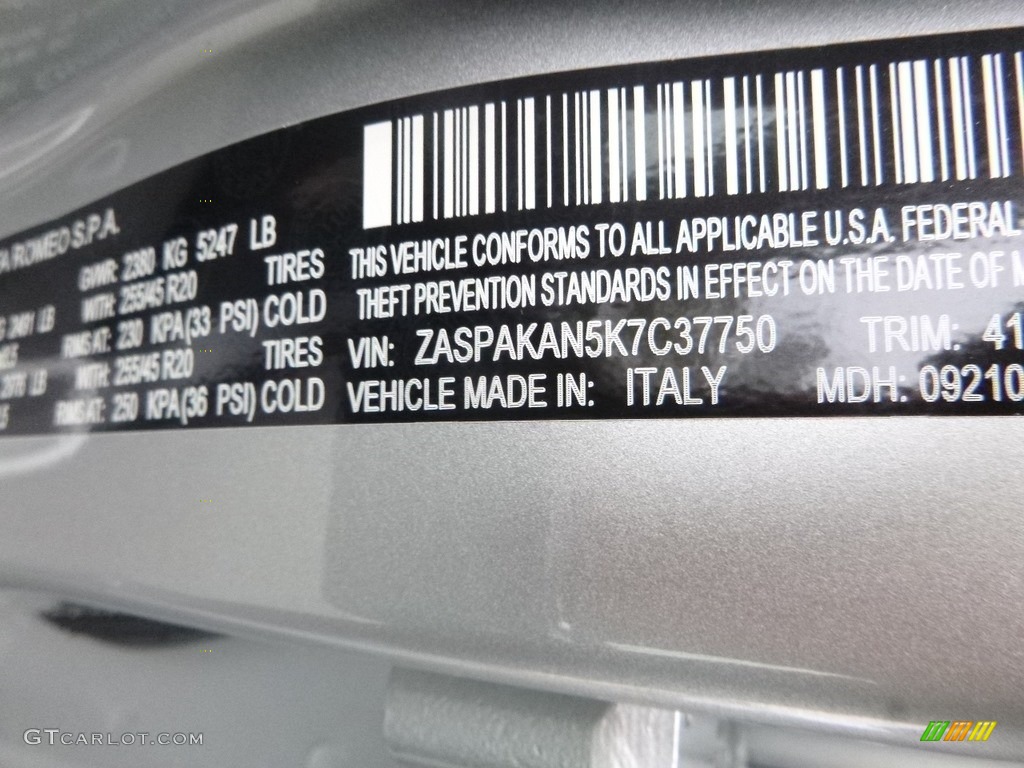 A ROMEO S.P.A.
GVWR: 2380 KG 5247 LB
WITH: 255/45 R20 TIRES
RIMS AT: 230 KPA(33 PSI) COLD
WITH: 255/45 R20 TIRES
RIMS AT: 250 KPA(36 PSI) COLD
THIS VEHICLE CONFORMS TO ALL APPLICABLE U.S.A. FEDERAL
THEFT PREVENTION STANDARDS IN EFFECT ON THE DATE OF M
VIN: ZASPAKAN5K7C37750 TRIM: 41
VEHICLE MADE IN: ITALY MDH: 09210
GTCARLOT.COM